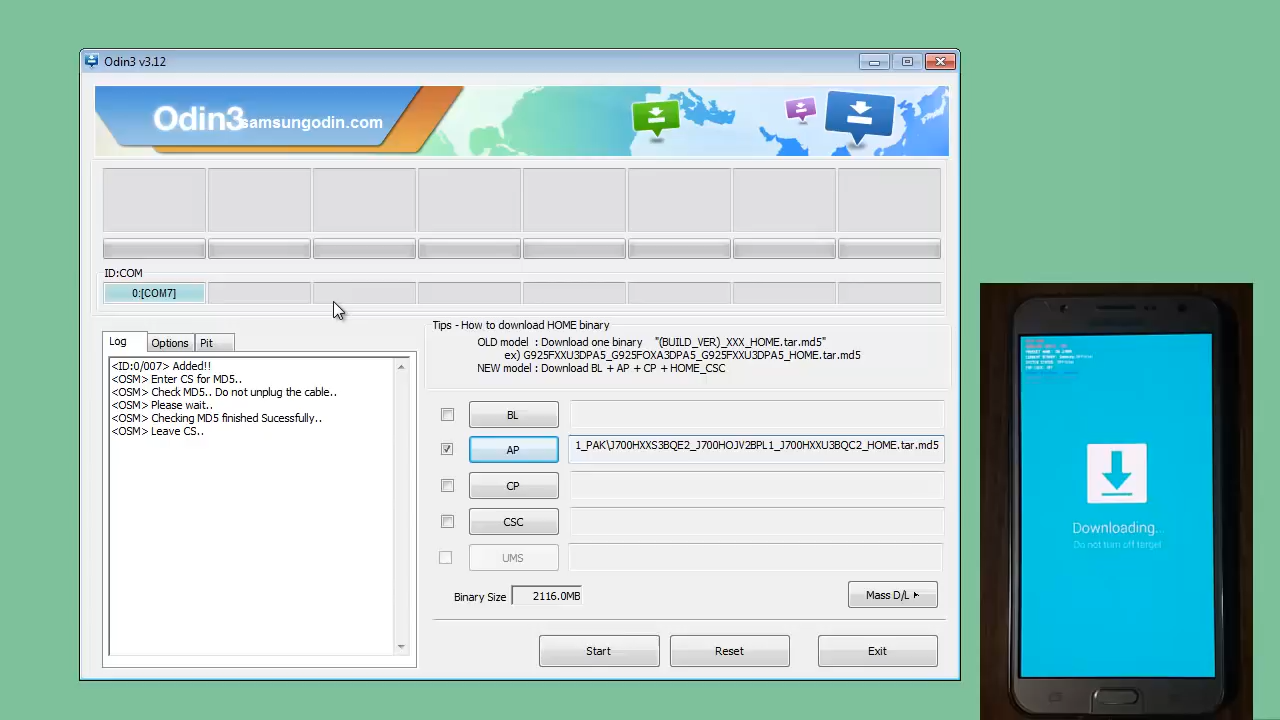 Odin3 v3.12
Odin3 samsungodin.com
ID:COM
0:[COM7]
Log
Options
Pit
<ID:0/007> Added!!
<OSM> Enter CS for MD5..
<OSM> Check MD5.. Do not unplug the cable..
<OSM> Please wait..
<OSM> Checking MD5 finished Sucessfully..
<OSM> Leave CS..
Tips - How to download HOME binary
OLD model : Download one binary "(BUILD_VER)_XXX_HOME.tar.md5"
ex) G925FXXU3DPA5_G925FOXA3DPA5_G925FXXU3DPA5_HOME.tar.md5
NEW model : Download BL + AP + CP + HOME_CSC
BL
AP
1_PAK\J700HXXS3BQE2_J700HOJV2BPL1_J700HXXU3BQC2_HOME.tar.md5
CP
CSC
UMS
Binary Size 2116.0MB
Mass D/L
Start
Reset
Exit
Downloading...
Do not turn off target